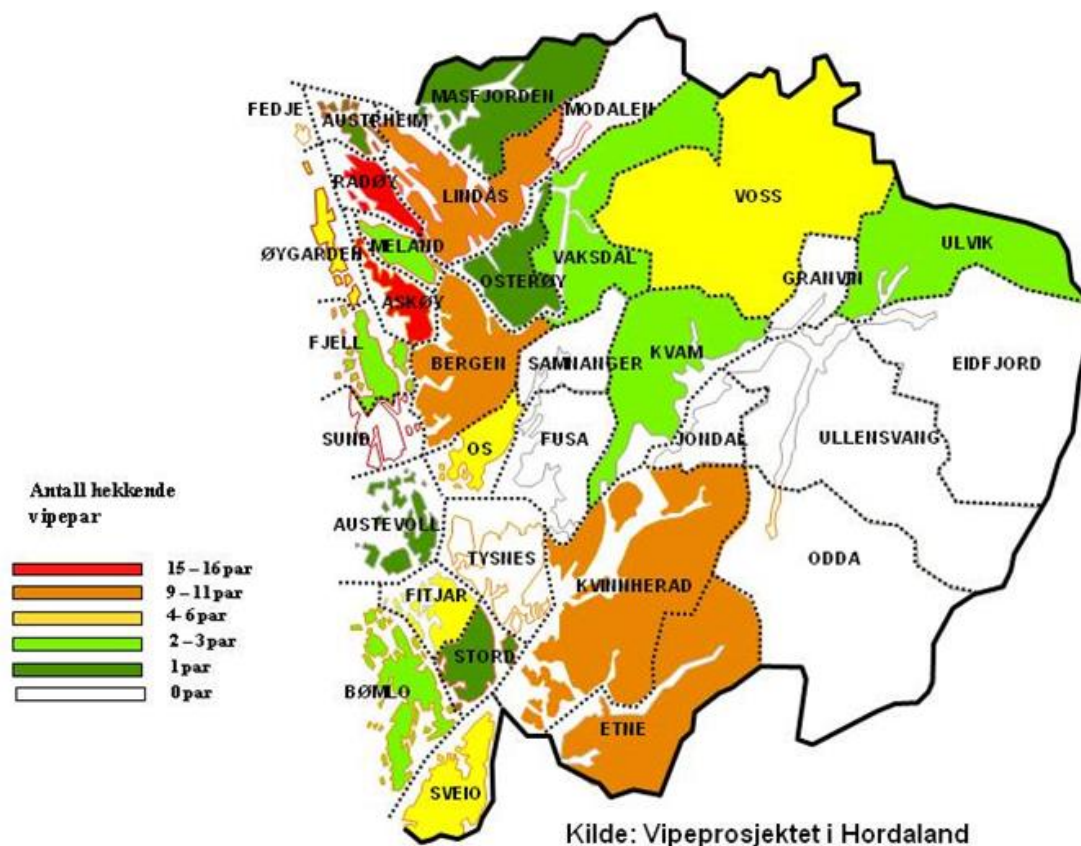 MASFJORDEN
FEDJE
AUSTRHEIM
MODALEN
RADØY
LINDÅS
VOSS
ØYGARDEN
MELAND
OSTERØY
VAKSDAL
ULVIK
GRANVIN
ASKØY
FJELL
BERGEN
SAMNANGER
KVAM
EIDFJORD
SUND
OS
FUSA
JONDAL
ULLENSVANG
Antall hekkende
vipepar
AUSTEVOLL
TYSNES
ODDA
15 – 16 par
9 – 11 par
4- 6 par
2 – 3 par
1 par
0 par
FITJAR
KVINNHERAD
STORD
BØMLO
ETNE
SVEIO
Kilde: Vipeprosjektet i Hordaland